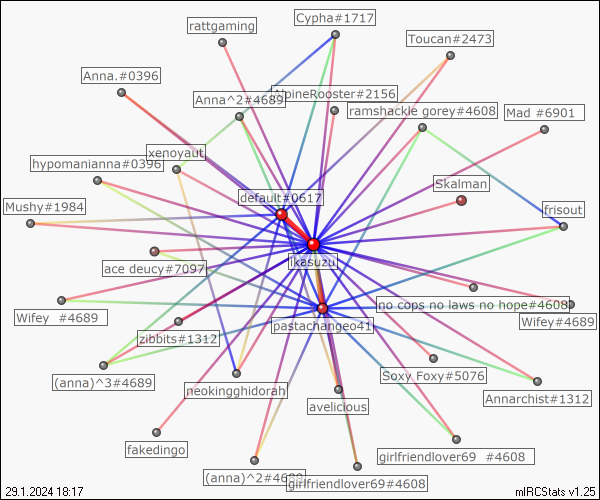 Cypha#1717
rattgaming
Toucan#2473
Anna.#0396
AlpineRooster#2156
Anna^2#4689
ramshackle gorey#4608
Mad #6901
xenoyaut
hypomanianna#0396
Skalman
default#0617
Mushy#1984
frisout
ikasuzu
ace deucy#7097
no cops no laws no hope#4608
Wifey #4689
Wifey#4689
pastachangeo41
zibbits#1312
Soxy Foxy#5076
(anna)^3#4689
neokingghidorah
Annarchist#1312
avelicious
fakedingo
girlfriendlover69 #4608
(anna)^2#4689
girlfriendlover69#4608
29.1.2024 18:17
mIRCStats v1.25